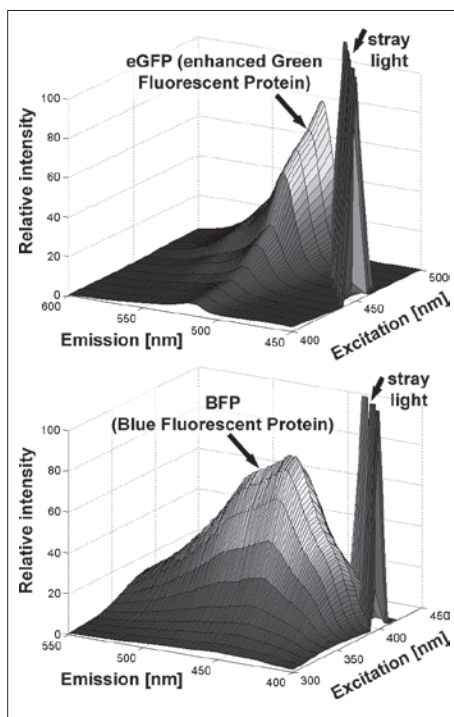 stray
light
eGFP (enhanced Green
Fluorescent Protein)
Relative intensity
100
80
60
40
20
0
600
550
500
450
Emission [nm]
400
450
500
Excitation [nm]
stray
light
BFP
(Blue Fluorescent Protein)
Relative intensity
100
80
60
40
20
0
550
500
450
400
Emission [nm]
300
350
400
450
Excitation [nm]